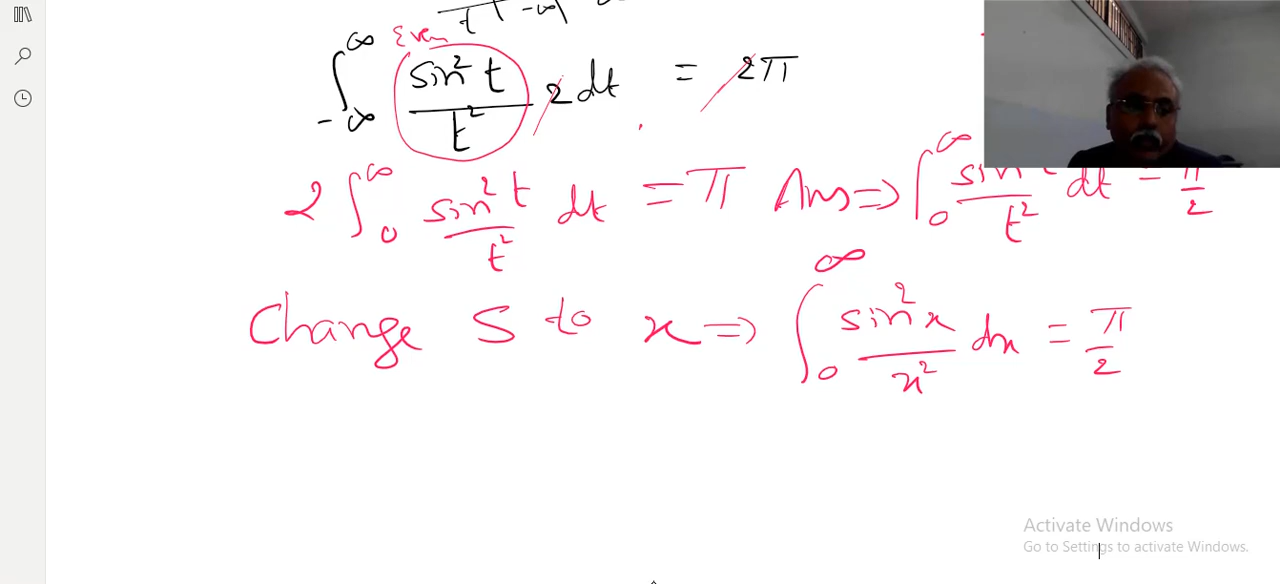 ∫_{-∞}^{∞} sin²t / t² 2 dt = 2π
Even
2 ∫_0^∞ sin²t / t² dt = π Ans ⇒ ∫_0^∞ sin / t² dt = π/2
Change S to x ⇒ ∫_0^∞ sin²x / x² dx = π/2
Activate Windows
Go to Settings to activate Windows.